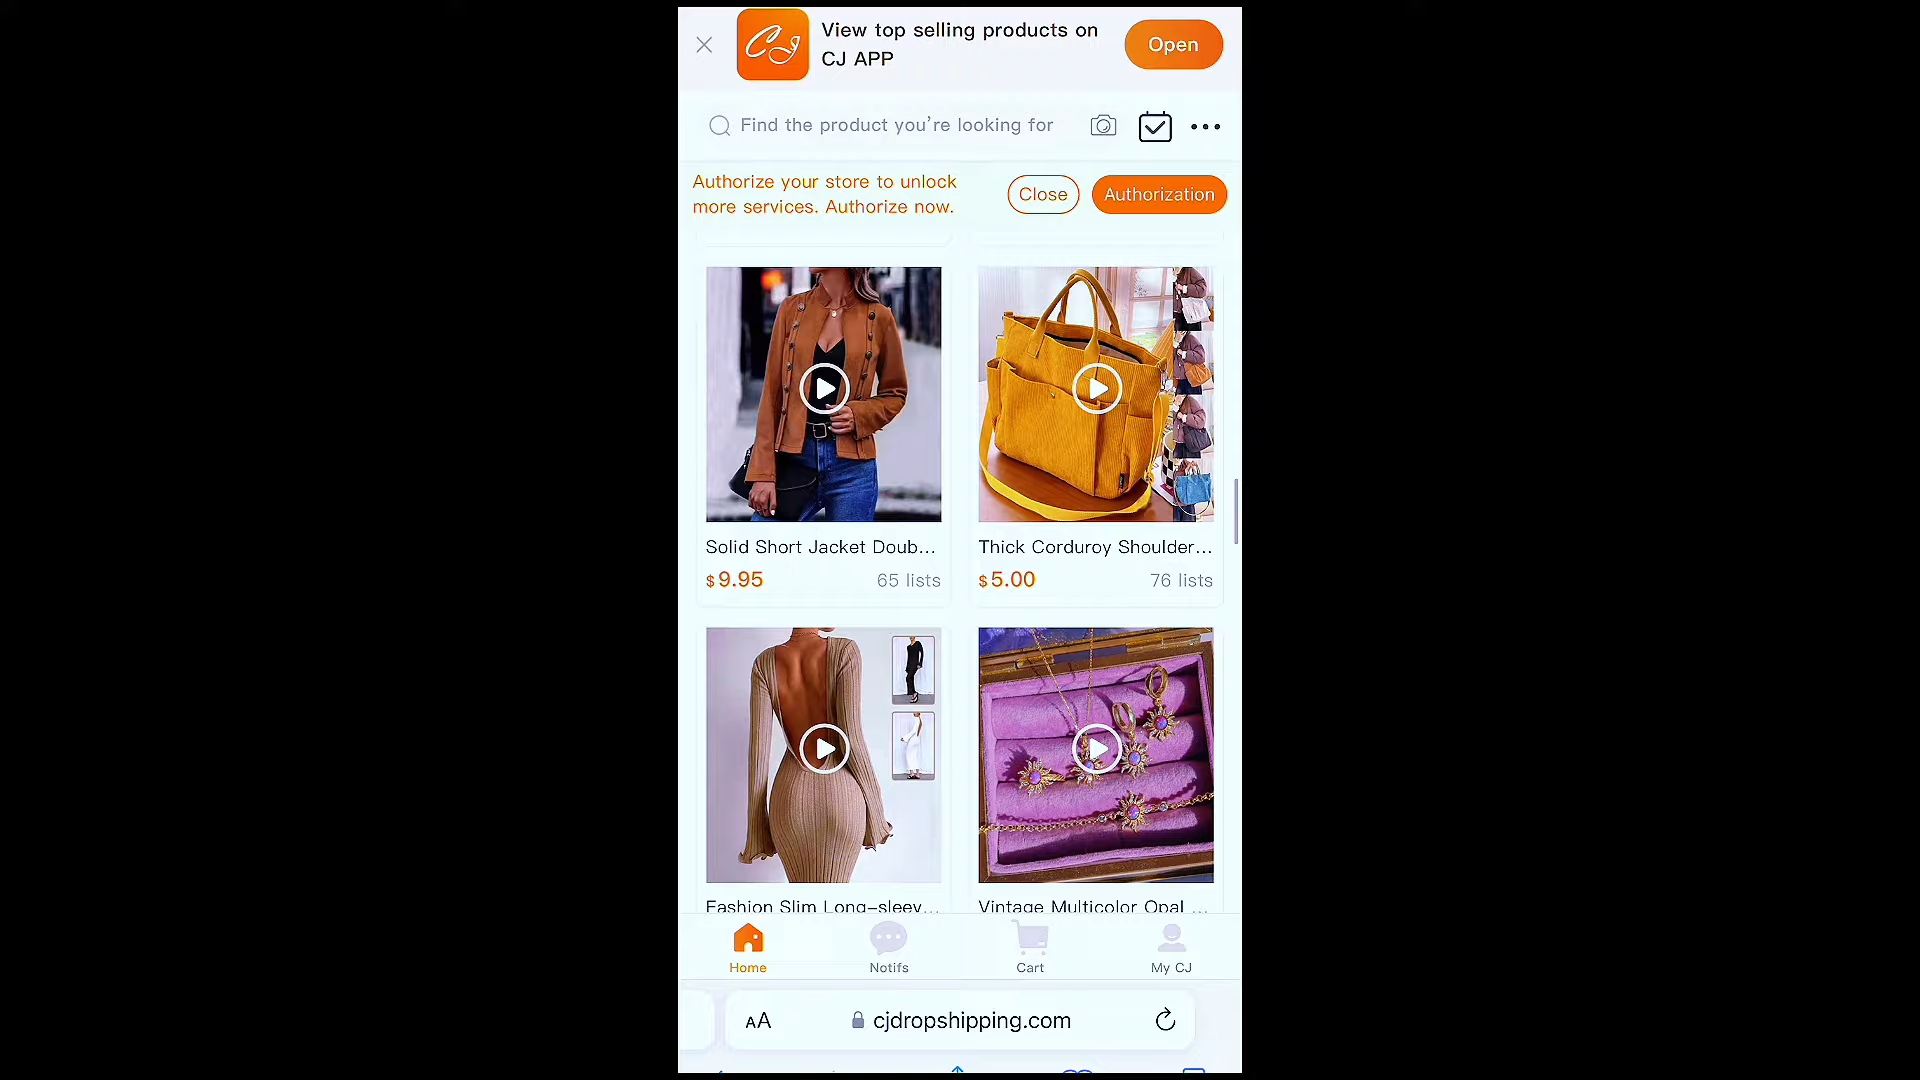 View top selling products on
CJ APP
Open
CJ
Find the product you're looking for
Authorize your store to unlock
more services. Authorize now.
Close
Authorization
Solid Short Jacket Doub...
$9.95
65 lists
Thick Corduroy Shoulder...
$5.00
76 lists
Fashion Slim Long-sleev...
Vintage Multicolor Opal ...
Home
Notifs
Cart
My CJ
AA
cjdropshipping.com